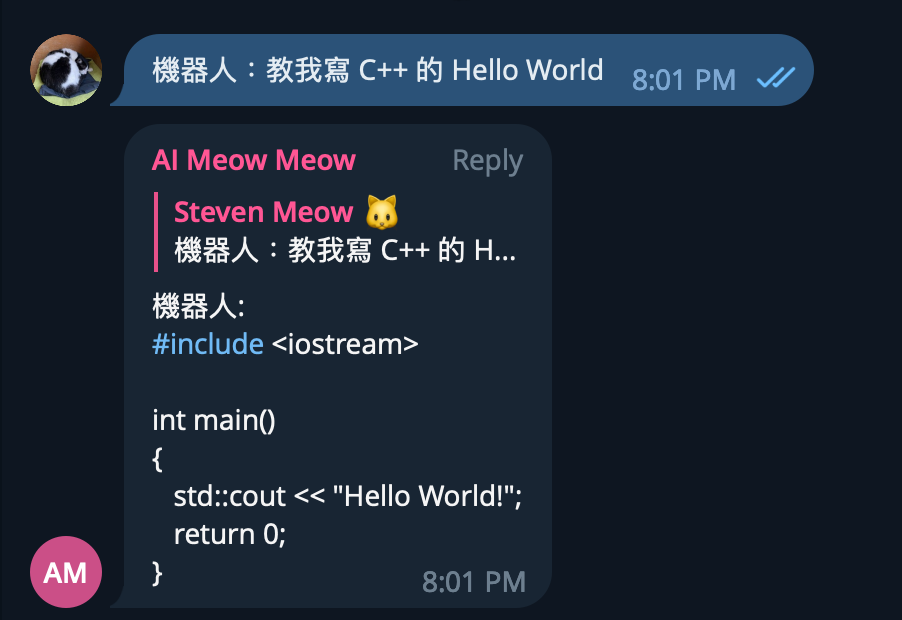 機器人：教我寫 C++ 的 Hello World 8:01 PM
AI Meow Meow Reply
Steven Meow 🐱
機器人：教我寫 C++ 的 H...
機器人:
#include <iostream>
int main()
{
std::cout << "Hello World!";
return 0;
}
8:01 PM
AM